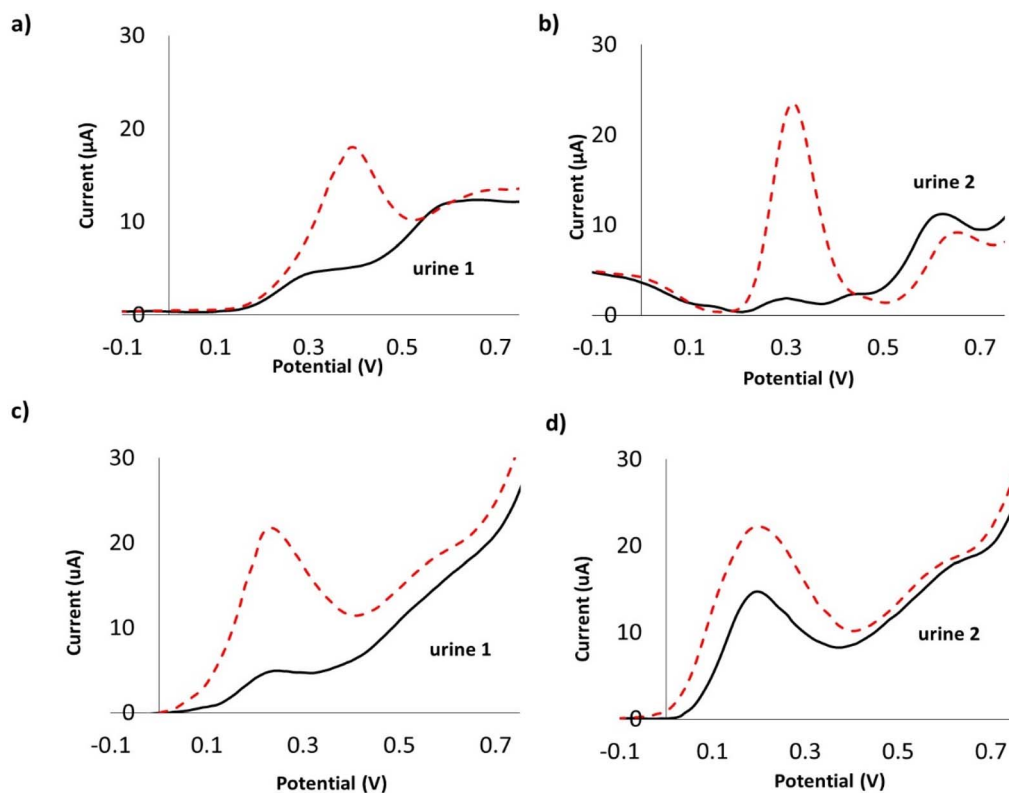 a)
30
20
10
0
Current (µA)
urine 1
-0.1 0.1 0.3 0.5 0.7
Potential (V)
b)
30
20
10
0
Current (µA)
urine 2
-0.1 0.1 0.3 0.5 0.7
Potential (V)
c)
30
20
10
0
Current (uA)
urine 1
-0.1 0.1 0.3 0.5 0.7
Potential (V)
d)
30
20
10
0
Current (uA)
urine 2
-0.1 0.1 0.3 0.5 0.7
Potential (V)